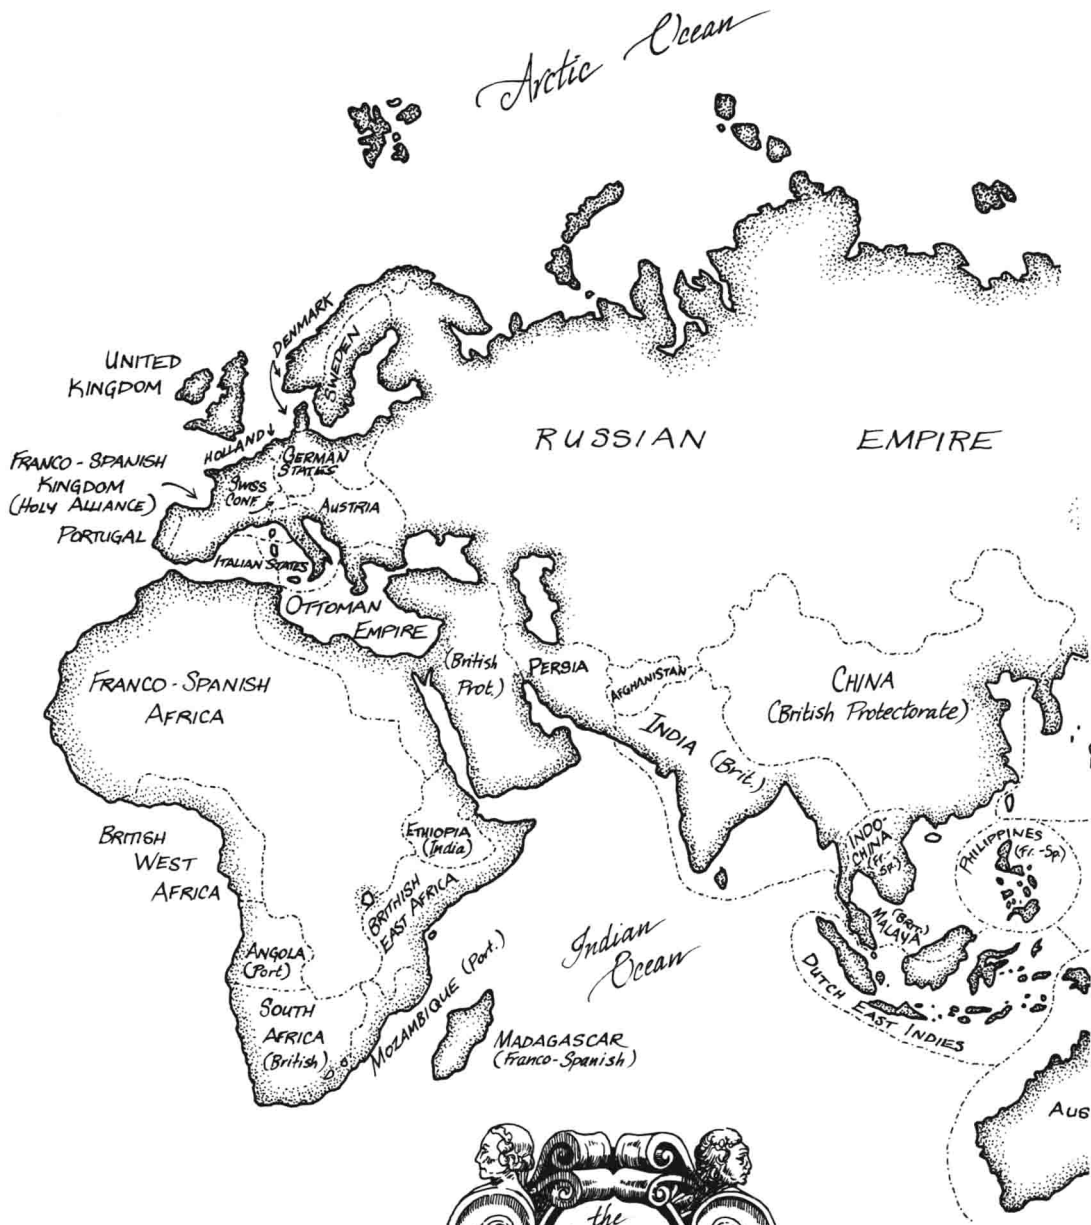 Arctic Ocean
DENMARK
SWEDEN
UNITED
KINGDOM
HOLLAND
GERMAN
STATES
RUSSIAN EMPIRE
FRANCO-SPANISH
KINGDOM
(HOLY ALLIANCE)
SWSS
CONF.
AUSTRIA
PORTUGAL
ITALIAN STATES
OTTOMAN
EMPIRE
(British
Prot.)
PERSIA
AFGHANISTAN
CHINA
(British Protectorate)
FRANCO-SPANISH
AFRICA
INDIA (Brit.)
ETHIOPIA
(India)
INDO-
CHINA
(Fr.
Sp.)
PHILIPPINES
(Fr.-Sp.)
BRITISH
WEST
AFRICA
BRITHISH
EAST AFRICA
(Brit.)
MALAYA
Indian
Ocean
ANGOLA
(Port)
DUTCH EAST INDIES
SOUTH
AFRICA
(British)
MOZAMBIQUE (Port.)
MADAGASCAR
(Franco-Spanish)
AUS
the